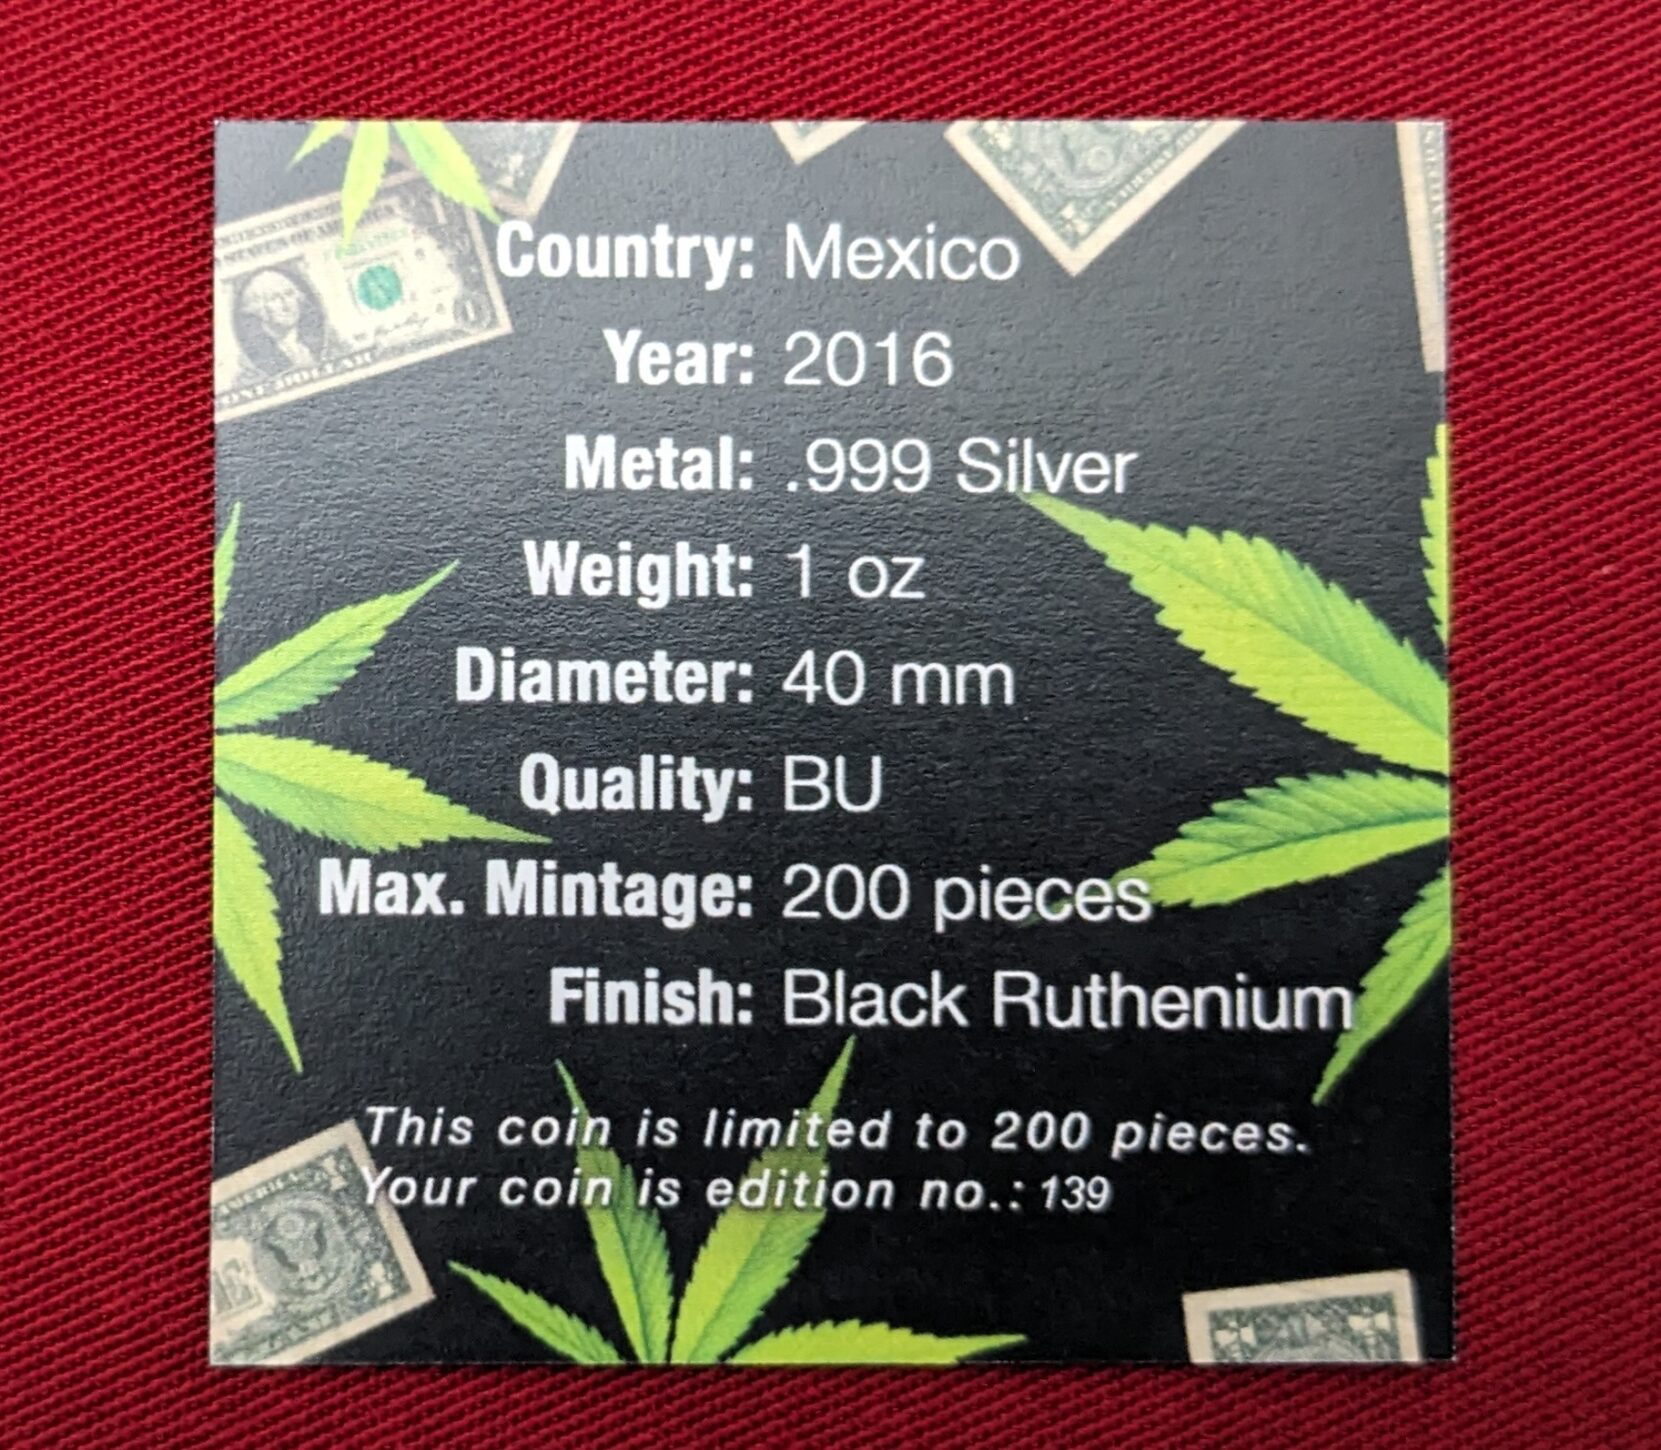 Country: Mexico
Year: 2016
Metal: .999 Silver
Weight: 1 oz
Diameter: 40 mm
Quality: BU
Max. Mintage: 200 pieces
Finish: Black Ruthenium
This coin is limited to 200 pieces.
Your coin is edition no.: 139